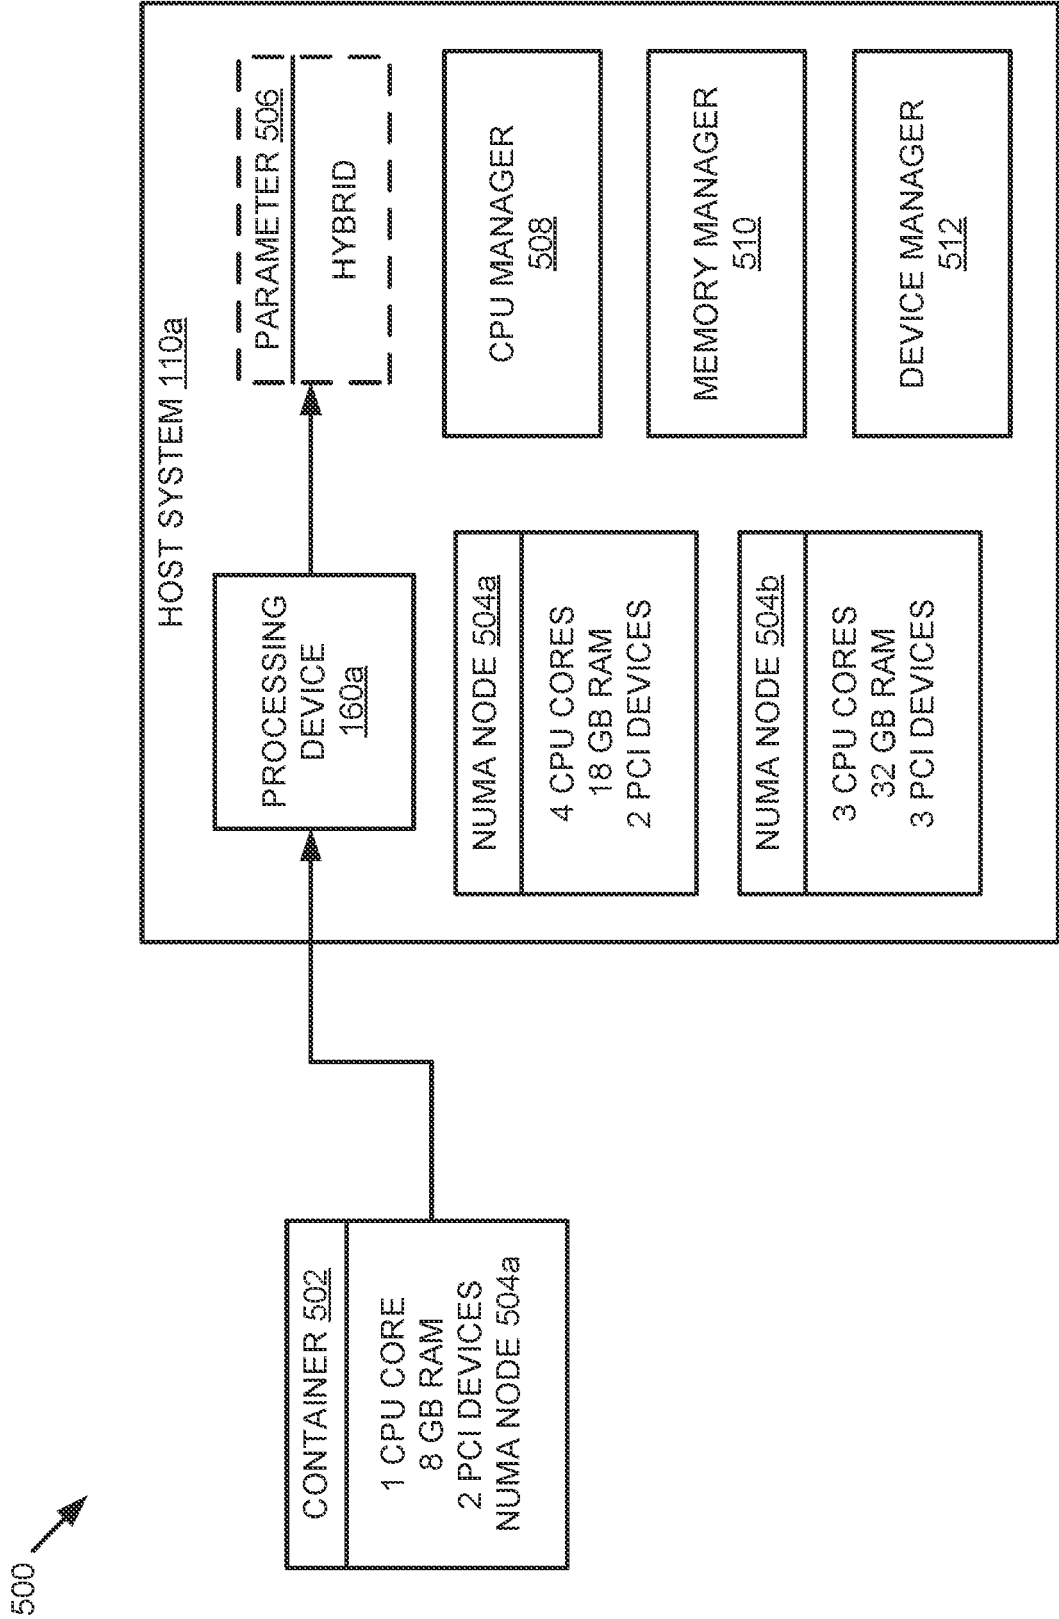 500
CONTAINER 502
1 CPU CORE
8 GB RAM
2 PCI DEVICES
NUMA NODE 504a
HOST SYSTEM 110a
PROCESSING
DEVICE
160a
PARAMETER 506
HYBRID
NUMA NODE 504a
4 CPU CORES
18 GB RAM
2 PCI DEVICES
NUMA NODE 504b
3 CPU CORES
32 GB RAM
3 PCI DEVICES
CPU MANAGER
508
MEMORY MANAGER
510
DEVICE MANAGER
512